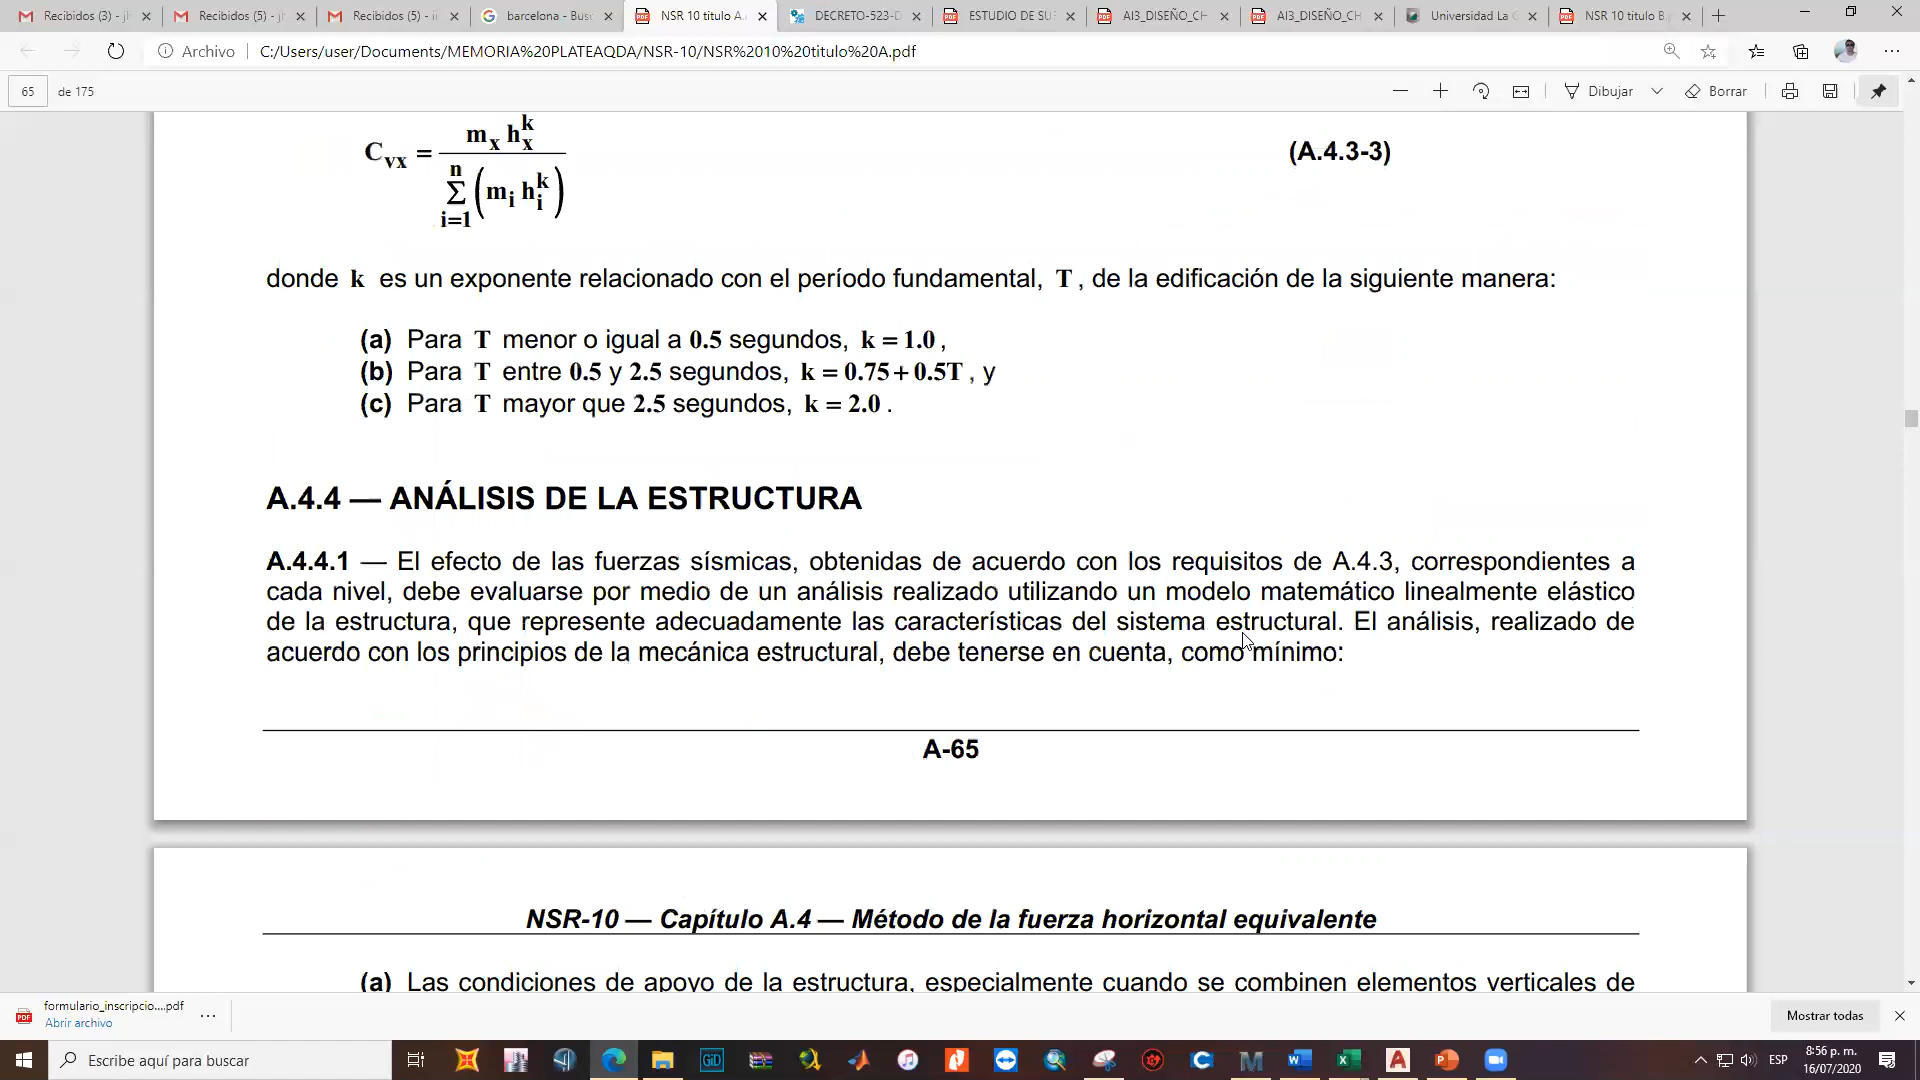 Recibidos (3) - jh
Recibidos (5) - jh
Recibidos (5) - ii
barcelona - Busc
NSR 10 titulo A.
DECRETO-523-D
ESTUDIO DE SUE
AI3_DISEÑO_CH
AI3_DISEÑO_CH
Universidad La G
NSR 10 titulo B.p
Archivo C:/Users/user/Documents/MEMORIA%20PLATEAQDA/NSR-10/NSR%2010%20titulo%20A.pdf
65 de 175
Dibujar
Borrar
C_vx = m_x h_x^k / Σ_{i=1}^n (m_i h_i^k) (A.4.3-3)
donde k es un exponente relacionado con el período fundamental, T, de la edificación de la siguiente manera:
(a) Para T menor o igual a 0.5 segundos, k = 1.0,
(b) Para T entre 0.5 y 2.5 segundos, k = 0.75 + 0.5T, y
(c) Para T mayor que 2.5 segundos, k = 2.0.
A.4.4 — ANÁLISIS DE LA ESTRUCTURA
A.4.4.1 — El efecto de las fuerzas sísmicas, obtenidas de acuerdo con los requisitos de A.4.3, correspondientes a
cada nivel, debe evaluarse por medio de un análisis realizado utilizando un modelo matemático linealmente elástico
de la estructura, que represente adecuadamente las características del sistema estructural. El análisis, realizado de
acuerdo con los principios de la mecánica estructural, debe tenerse en cuenta, como mínimo:
A-65
NSR-10 — Capítulo A.4 — Método de la fuerza horizontal equivalente
(a) Las condiciones de apoyo de la estructura, especialmente cuando se combinen elementos verticales de
formulario_inscripcio....pdf
Abrir archivo
Mostrar todas
Escribe aquí para buscar
GiD
ESP
8:56 p. m.
16/07/2020